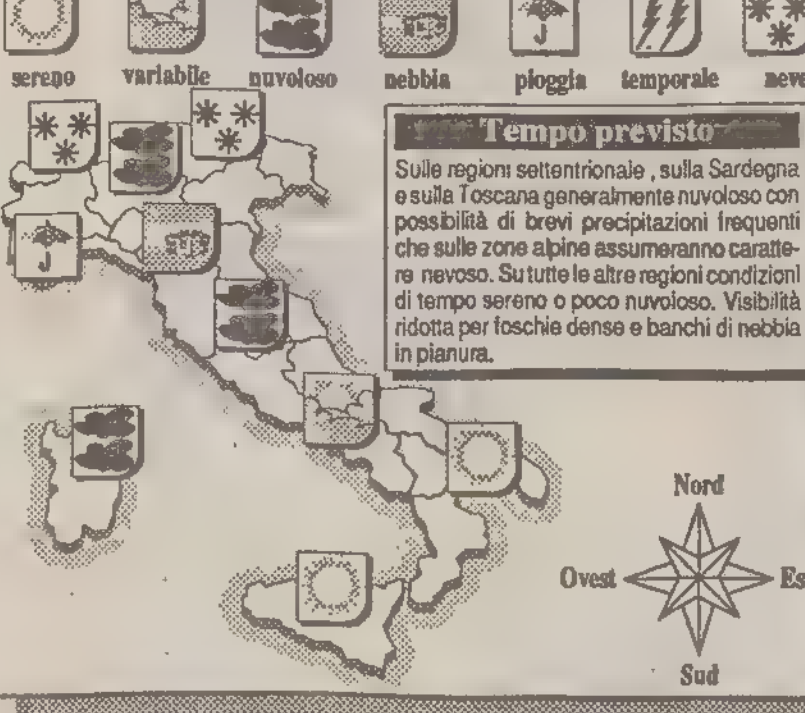 sereno variabile nuvoloso nebbia pioggia temporale neve
Tempo previsto
Sulle regioni settentrionale , sulla Sardegna
e sulla Toscana generalmente nuvoloso con
possibilità di brevi precipitazioni frequenti
che sulle zone alpine assumeranno caratte-
re nevoso. Su tutte le altre regioni condizioni
di tempo sereno o poco nuvoloso. Visibilità
ridotta per foschie dense e banchi di nebbia
in pianura.
Nord
Ovest Es
Sud